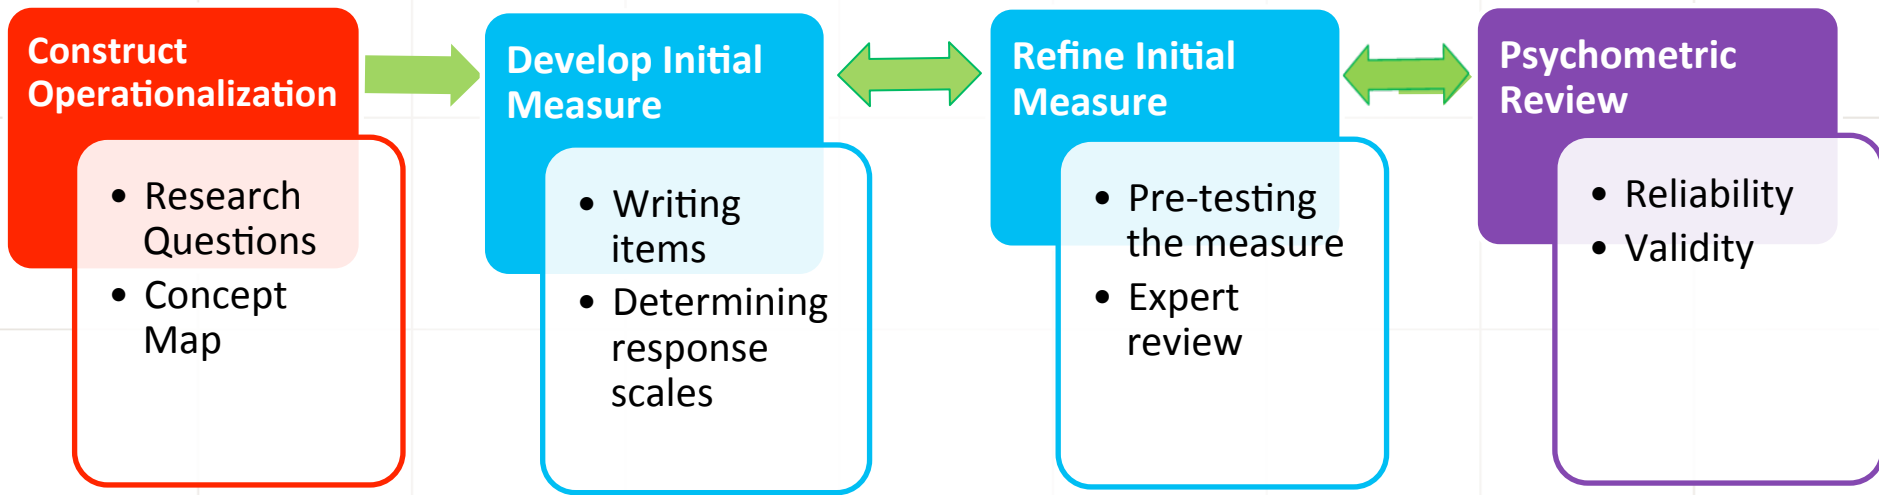 Construct
Operationalization
• Research
Questions
• Concept
Map
Develop Initial
Measure
• Writing
items
• Determining
response
scales
Refine Initial
Measure
• Pre-testing
the measure
• Expert
review
Psychometric
Review
• Reliability
• Validity